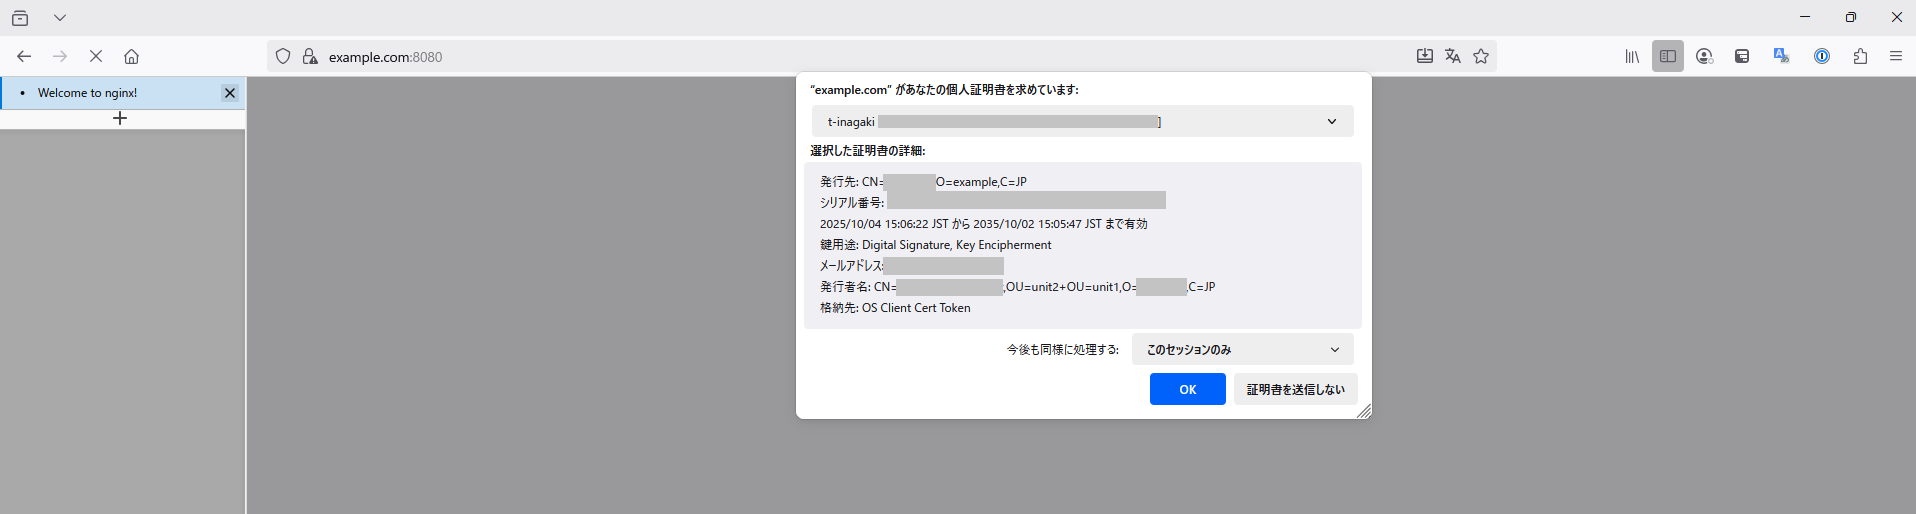 example.com:8080
Welcome to nginx!
“example.com” があなたの個人証明書を求めています:
t-inagaki ]
選択した証明書の詳細:
発行先: CN= O=example,C=JP
シリアル番号:
2025/10/04 15:06:22 JST から 2035/10/02 15:05:47 JST まで有効
鍵用途: Digital Signature, Key Encipherment
メールアドレス:
発行者名: CN= ,OU=unit2+OU=unit1,O= ,C=JP
格納先: OS Client Cert Token
今後も同様に処理する: このセッションのみ
OK 証明書を送信しない